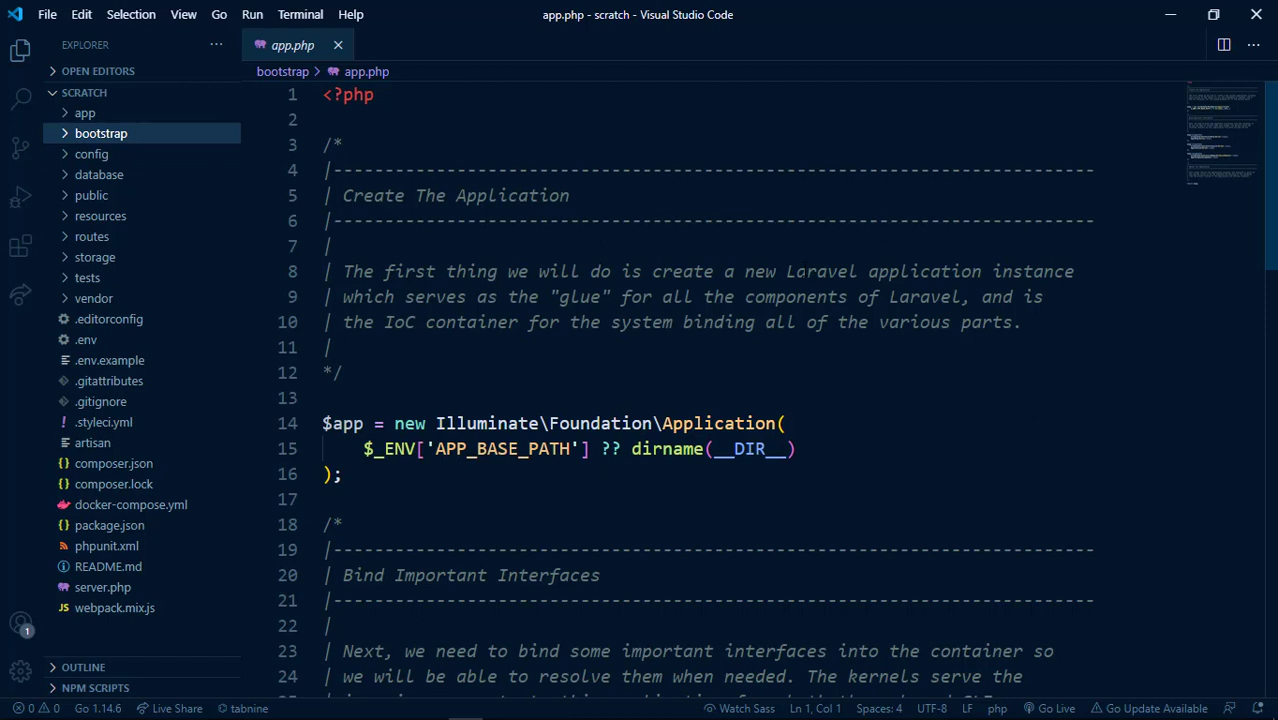 File Edit Selection View Go Run Terminal Help
app.php - scratch - Visual Studio Code
EXPLORER
OPEN EDITORS
SCRATCH
app
bootstrap
config
database
public
resources
routes
storage
tests
vendor
.editorconfig
.env
.env.example
.gitattributes
.gitignore
.styleci.yml
artisan
composer.json
composer.lock
docker-compose.yml
package.json
phpunit.xml
README.md
server.php
webpack.mix.js
OUTLINE
NPM SCRIPTS
1
app.php
bootstrap > app.php
1 <?php
2
3 /*
4 |--------------------------------------------------------------------------
5 | Create The Application
6 |--------------------------------------------------------------------------
7 |
8 | The first thing we will do is create a new Laravel application instance
9 | which serves as the "glue" for all the components of Laravel, and is
10 | the IoC container for the system binding all of the various parts.
11 |
12 */
13
14 $app = new Illuminate\Foundation\Application(
15     $_ENV['APP_BASE_PATH'] ?? dirname(__DIR__)
16 );
17
18 /*
19 |--------------------------------------------------------------------------
20 | Bind Important Interfaces
21 |--------------------------------------------------------------------------
22 |
23 | Next, we need to bind some important interfaces into the container so
24 | we will be able to resolve them when needed. The kernels serve the
0 0 Go 1.14.6 Live Share tabnine
Watch Sass Ln 1, Col 1 Spaces: 4 UTF-8 LF php Go Live Go Update Available